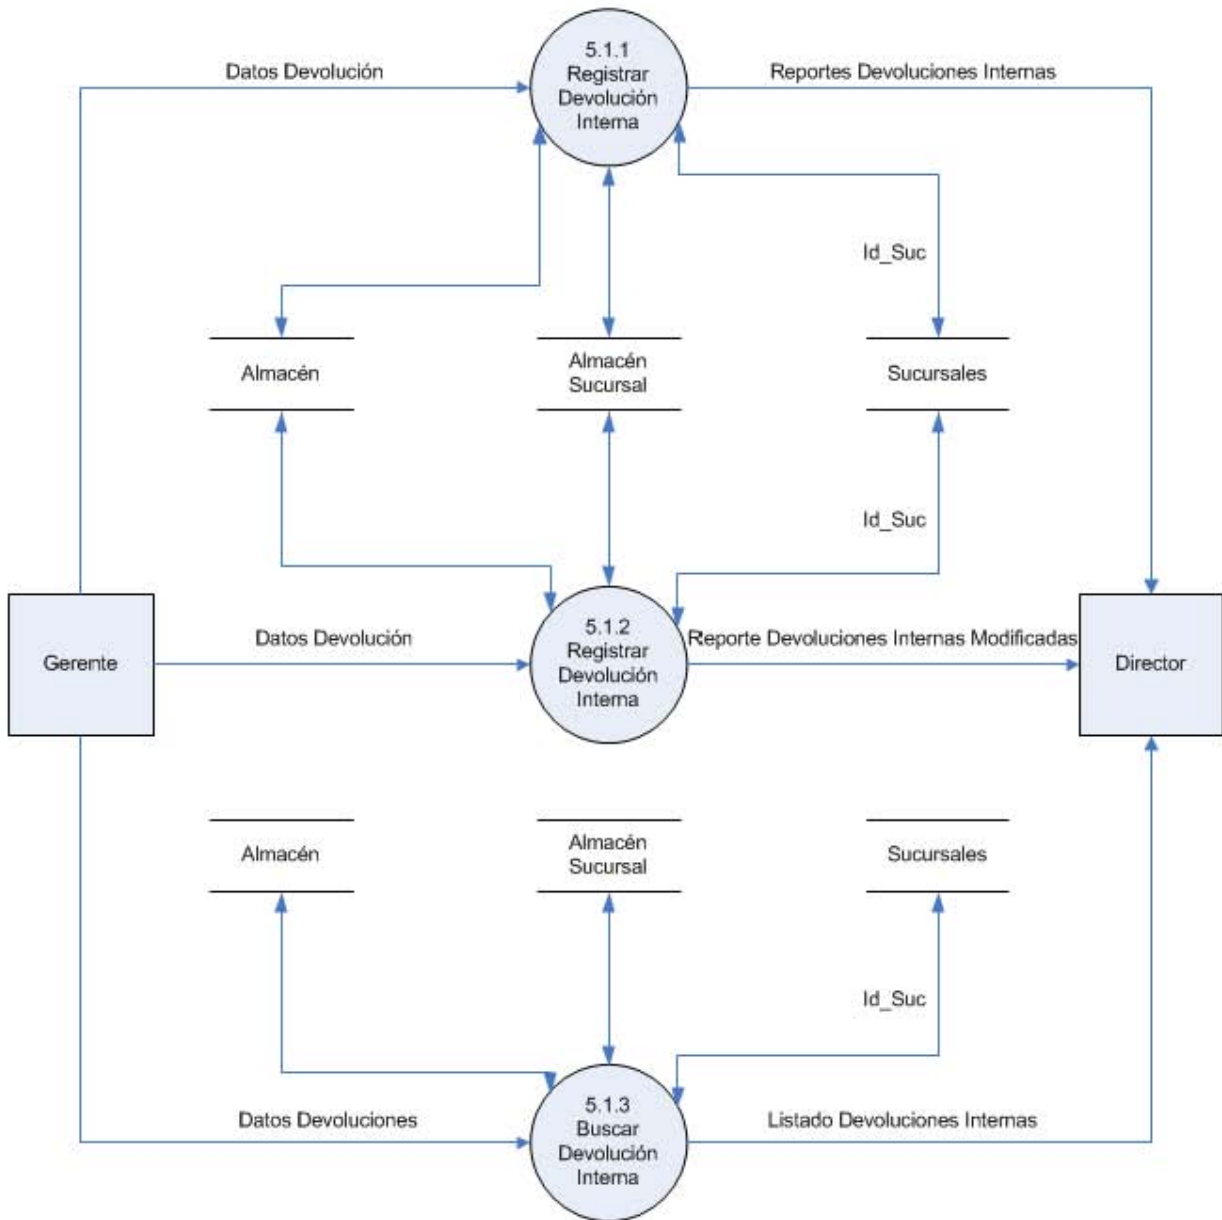 5.1.1
Registrar
Devolución
Interna
Datos Devolución
Reportes Devoluciones Internas
Id_Suc
Almacén
Almacén
Sucursal
Sucursales
Id_Suc
Gerente
Datos Devolución
5.1.2
Registrar
Devolución
Interna
Reporte Devoluciones Internas Modificadas
Director
Almacén
Almacén
Sucursal
Sucursales
Id_Suc
Datos Devoluciones
5.1.3
Buscar
Devolución
Interna
Listado Devoluciones Internas